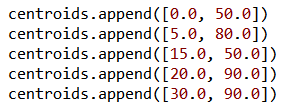 centroids.append([0.0, 50.0])
centroids.append([5.0, 80.0])
centroids.append([15.0, 50.0])
centroids.append([20.0, 90.0])
centroids.append([30.0, 90.0])